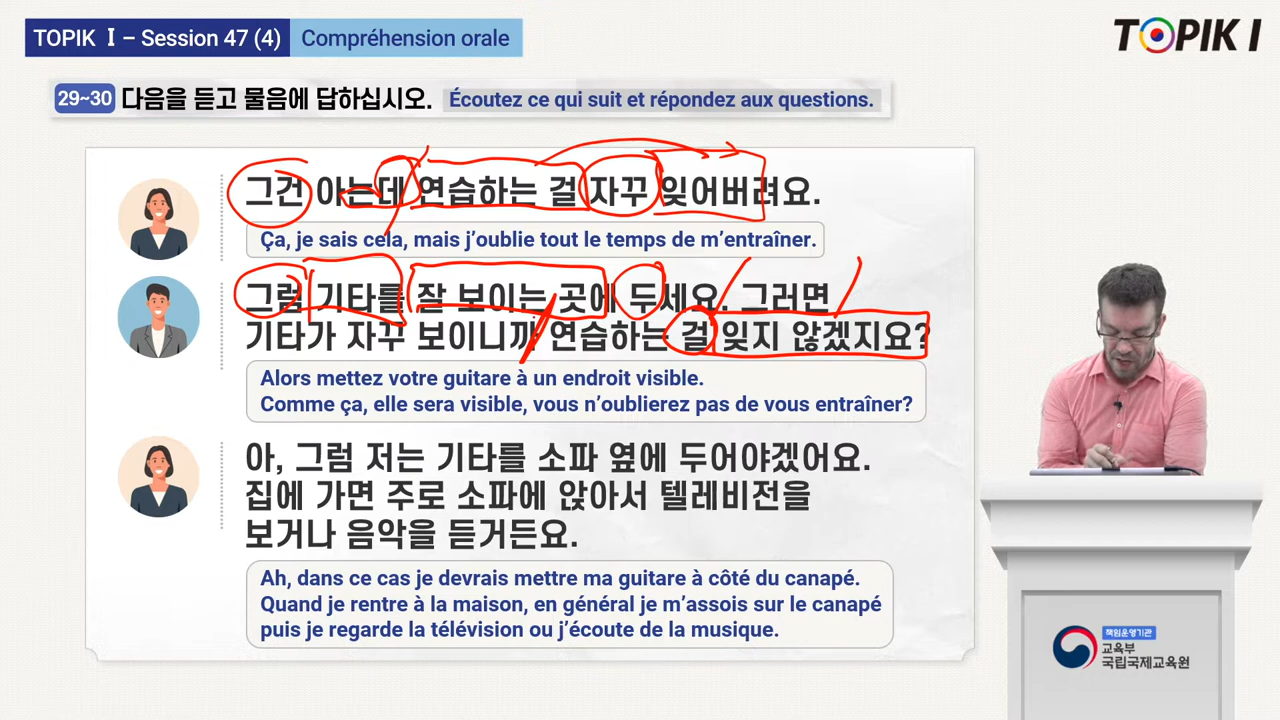 TOPIK I – Session 47 (4) Compréhension orale
TOPIK I
29~30 다음을 듣고 물음에 답하십시오. Écoutez ce qui suit et répondez aux questions.
그건 아는데 연습하는 걸 자꾸 잊어버려요.
Ça, je sais cela, mais j’oublie tout le temps de m’entraîner.
그럼 기타를 잘 보이는 곳에 두세요. 그러면
기타가 자꾸 보이니까 연습하는 걸 잊지 않겠지요?
Alors mettez votre guitare à un endroit visible.
Comme ça, elle sera visible, vous n’oublierez pas de vous entraîner?
아, 그럼 저는 기타를 소파 옆에 두어야겠어요.
집에 가면 주로 소파에 앉아서 텔레비전을
보거나 음악을 듣거든요.
Ah, dans ce cas je devrais mettre ma guitare à côté du canapé.
Quand je rentre à la maison, en général je m’assois sur le canapé
puis je regarde la télévision ou j’écoute de la musique.
책임운영기관
교육부
국립국제교육원